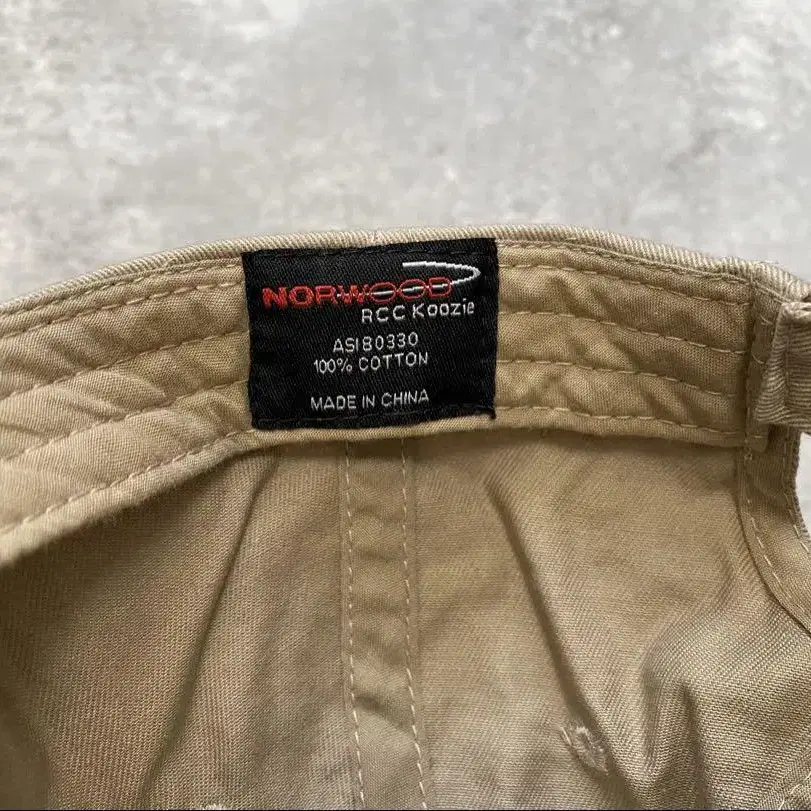 NORWOOD
RCC Koozie
ASI 80330
100% COTTON
MADE IN CHINA